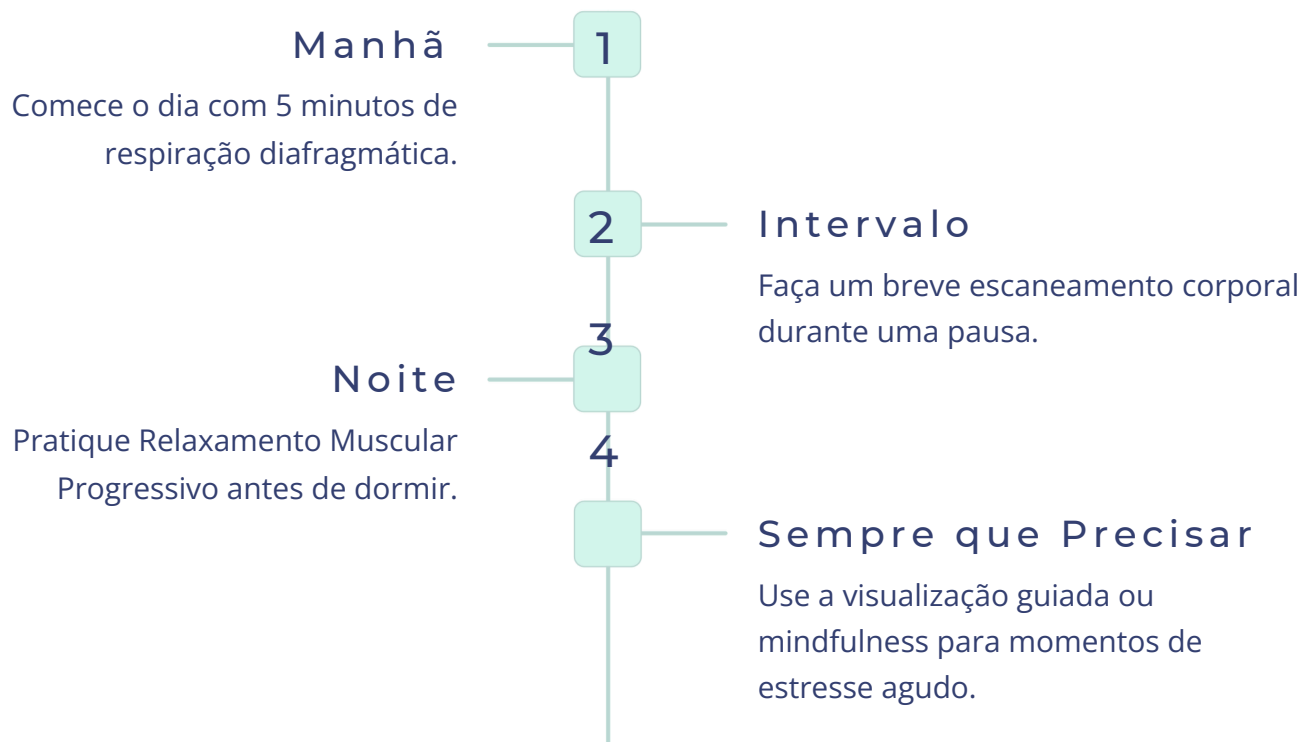 1
Manhã
Comece o dia com 5 minutos de
respiração diafragmática.
2
Intervalo
Faça um breve escaneamento corporal
durante uma pausa.
3
Noite
Pratique Relaxamento Muscular
Progressivo antes de dormir.
4
Sempre que Precisar
Use a visualização guiada ou
mindfulness para momentos de
estresse agudo.